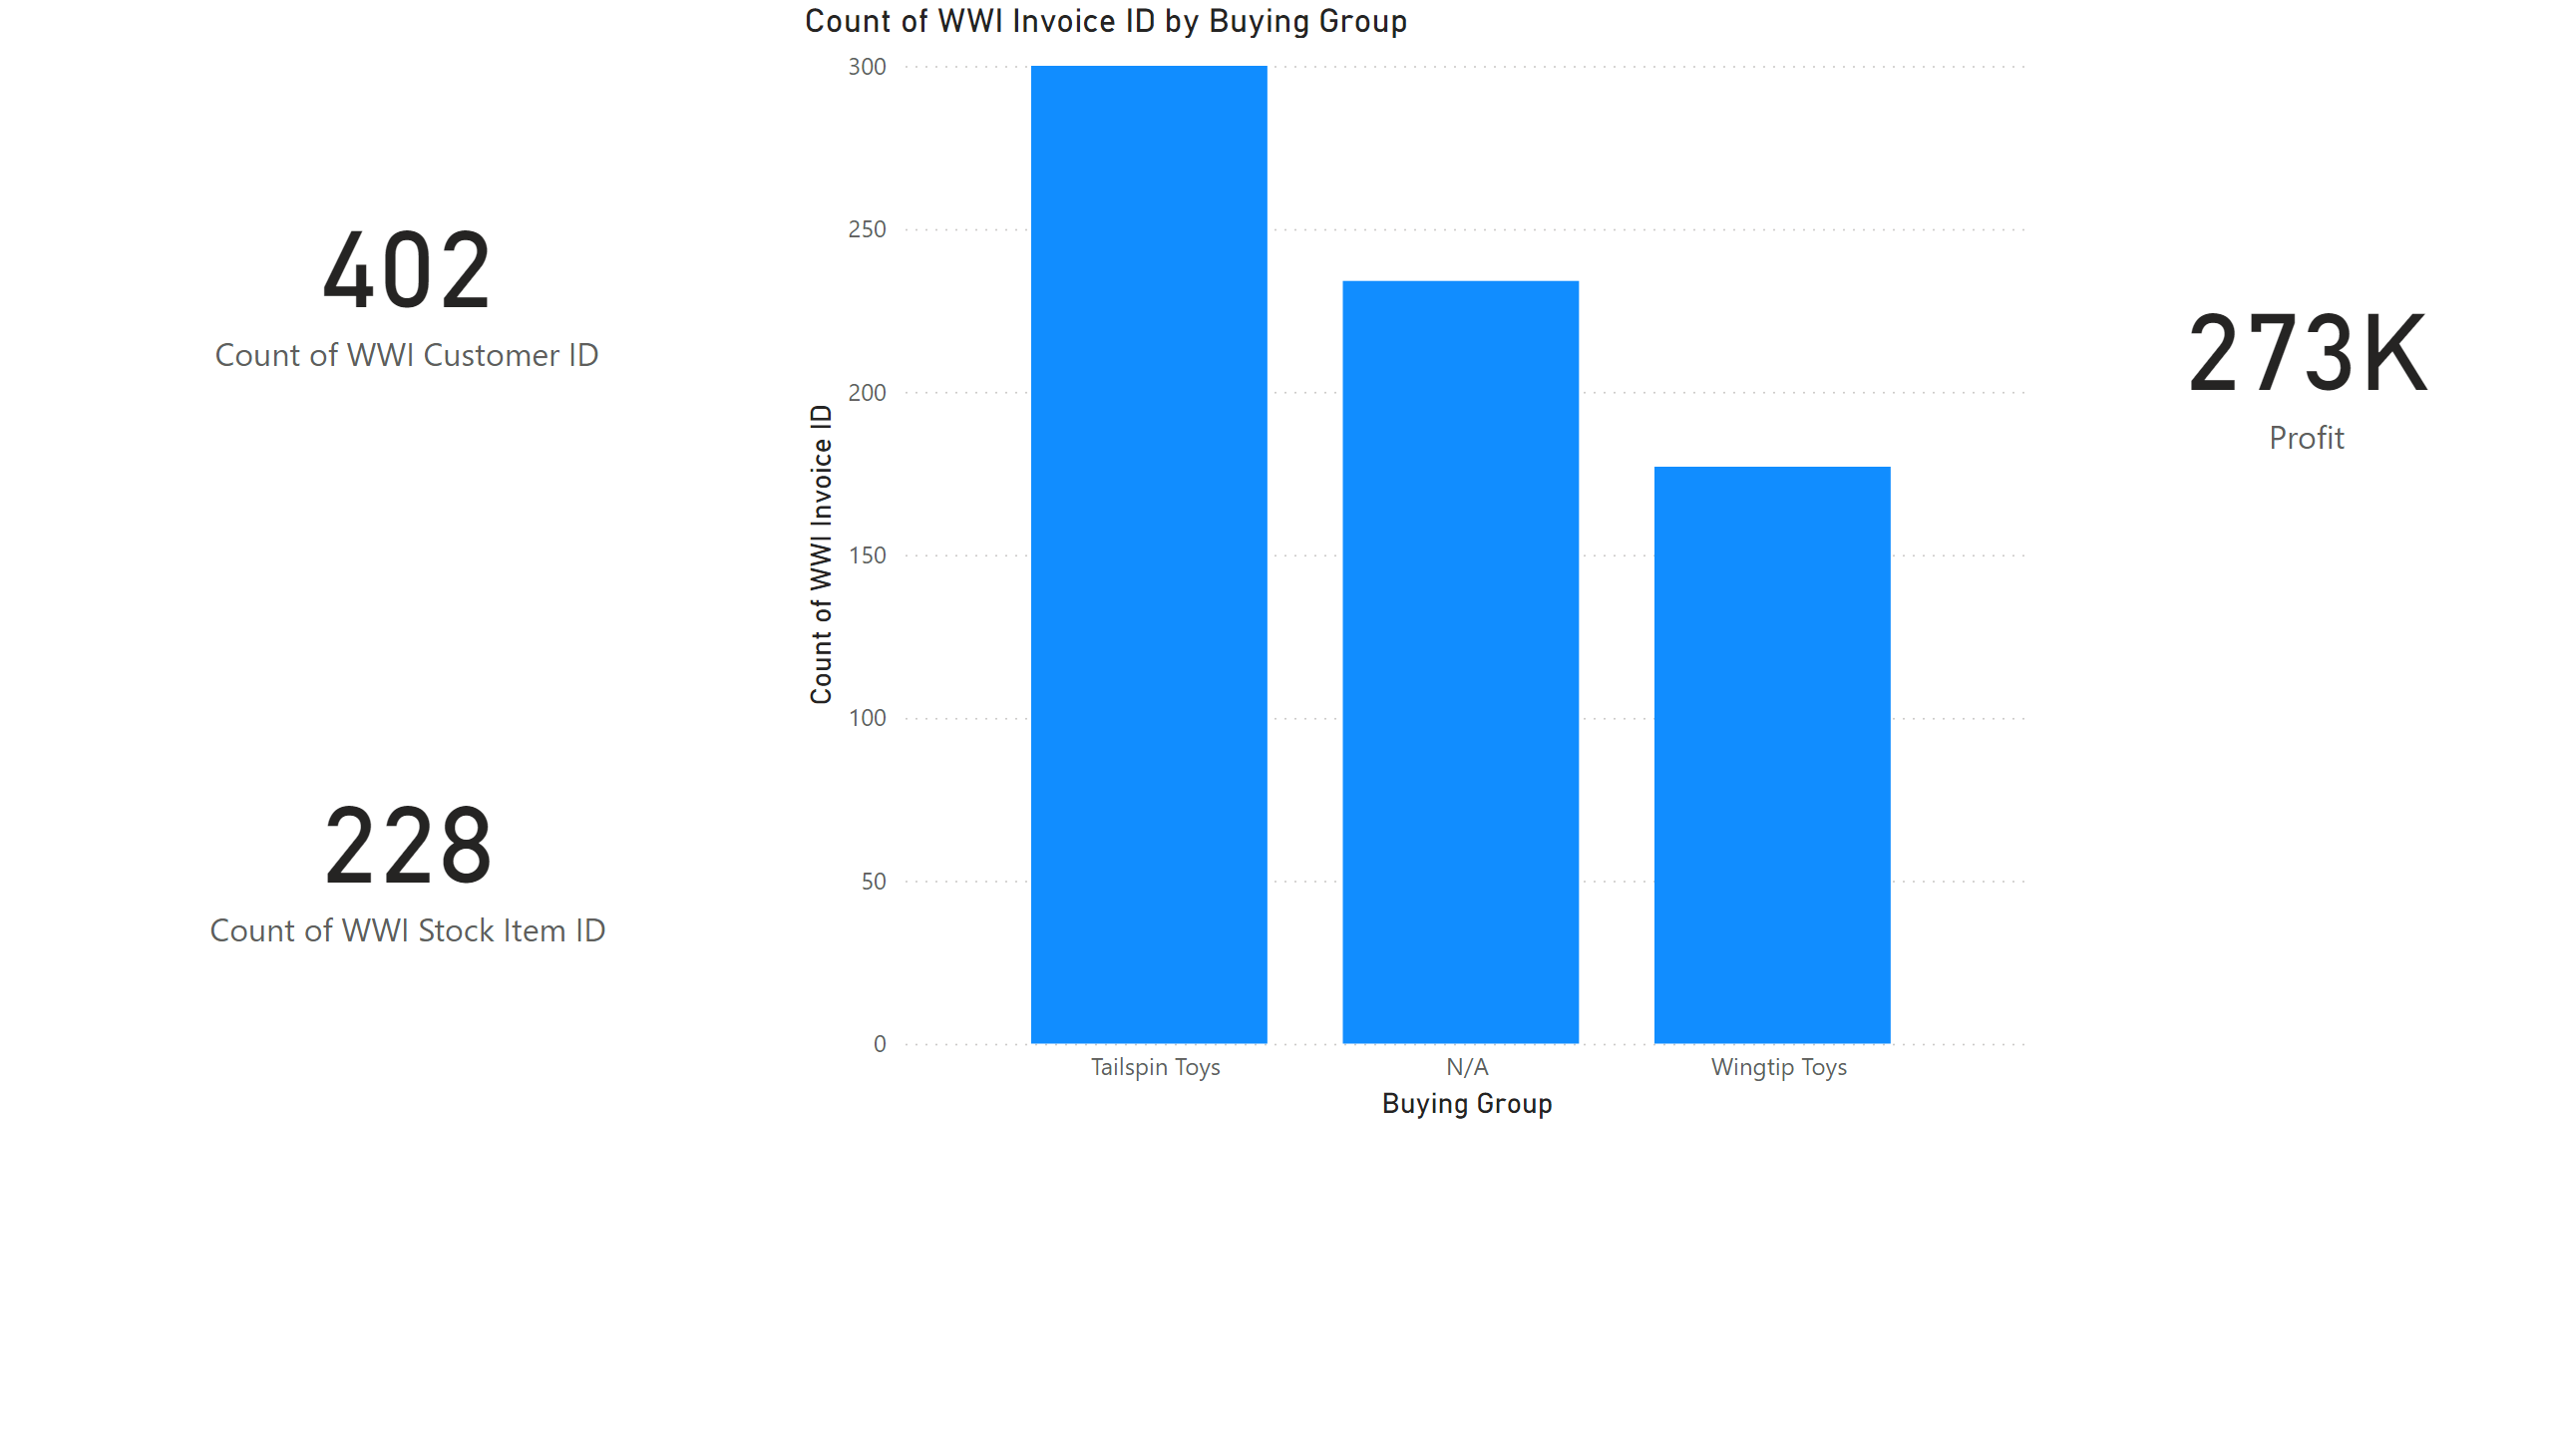 402
Count of WWI Customer ID
228
Count of WWI Stock Item ID
Count of WWI Invoice ID by Buying Group
Count of WWI Invoice ID
300
250
200
150
100
50
0
Tailspin Toys
N/A
Wingtip Toys
Buying Group
273K
Profit